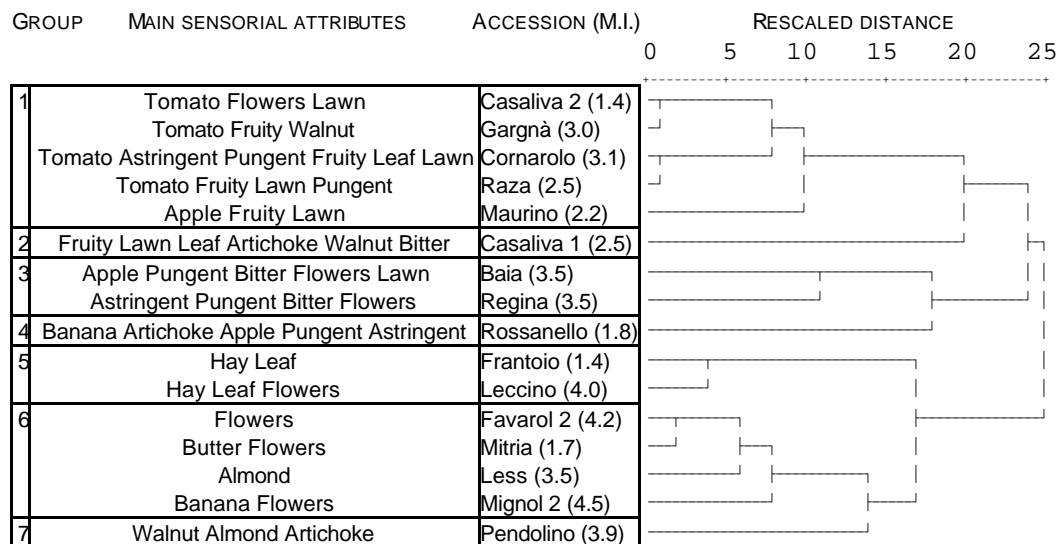 GROUP MAIN SENSORIAL ATTRIBUTES ACCESSION (M.I.) RESCALED DISTANCE
0 5 10 15 20 25
1 Tomato Flowers Lawn Casaliva 2 (1.4)
Tomato Fruity Walnut Gargnà (3.0)
Tomato Astringent Pungent Fruity Leaf Lawn Cornarolo (3.1)
Tomato Fruity Lawn Pungent Raza (2.5)
Apple Fruity Lawn Maurino (2.2)
2 Fruity Lawn Leaf Artichoke Walnut Bitter Casaliva 1 (2.5)
3 Apple Pungent Bitter Flowers Lawn Baia (3.5)
Astringent Pungent Bitter Flowers Regina (3.5)
4 Banana Artichoke Apple Pungent Astringent Rossanello (1.8)
5 Hay Leaf Frantoio (1.4)
Hay Leaf Flowers Leccino (4.0)
6 Flowers Favarol 2 (4.2)
Butter Flowers Mitria (1.7)
Almond Less (3.5)
Banana Flowers Mignol 2 (4.5)
7 Walnut Almond Artichoke Pendolino (3.9)